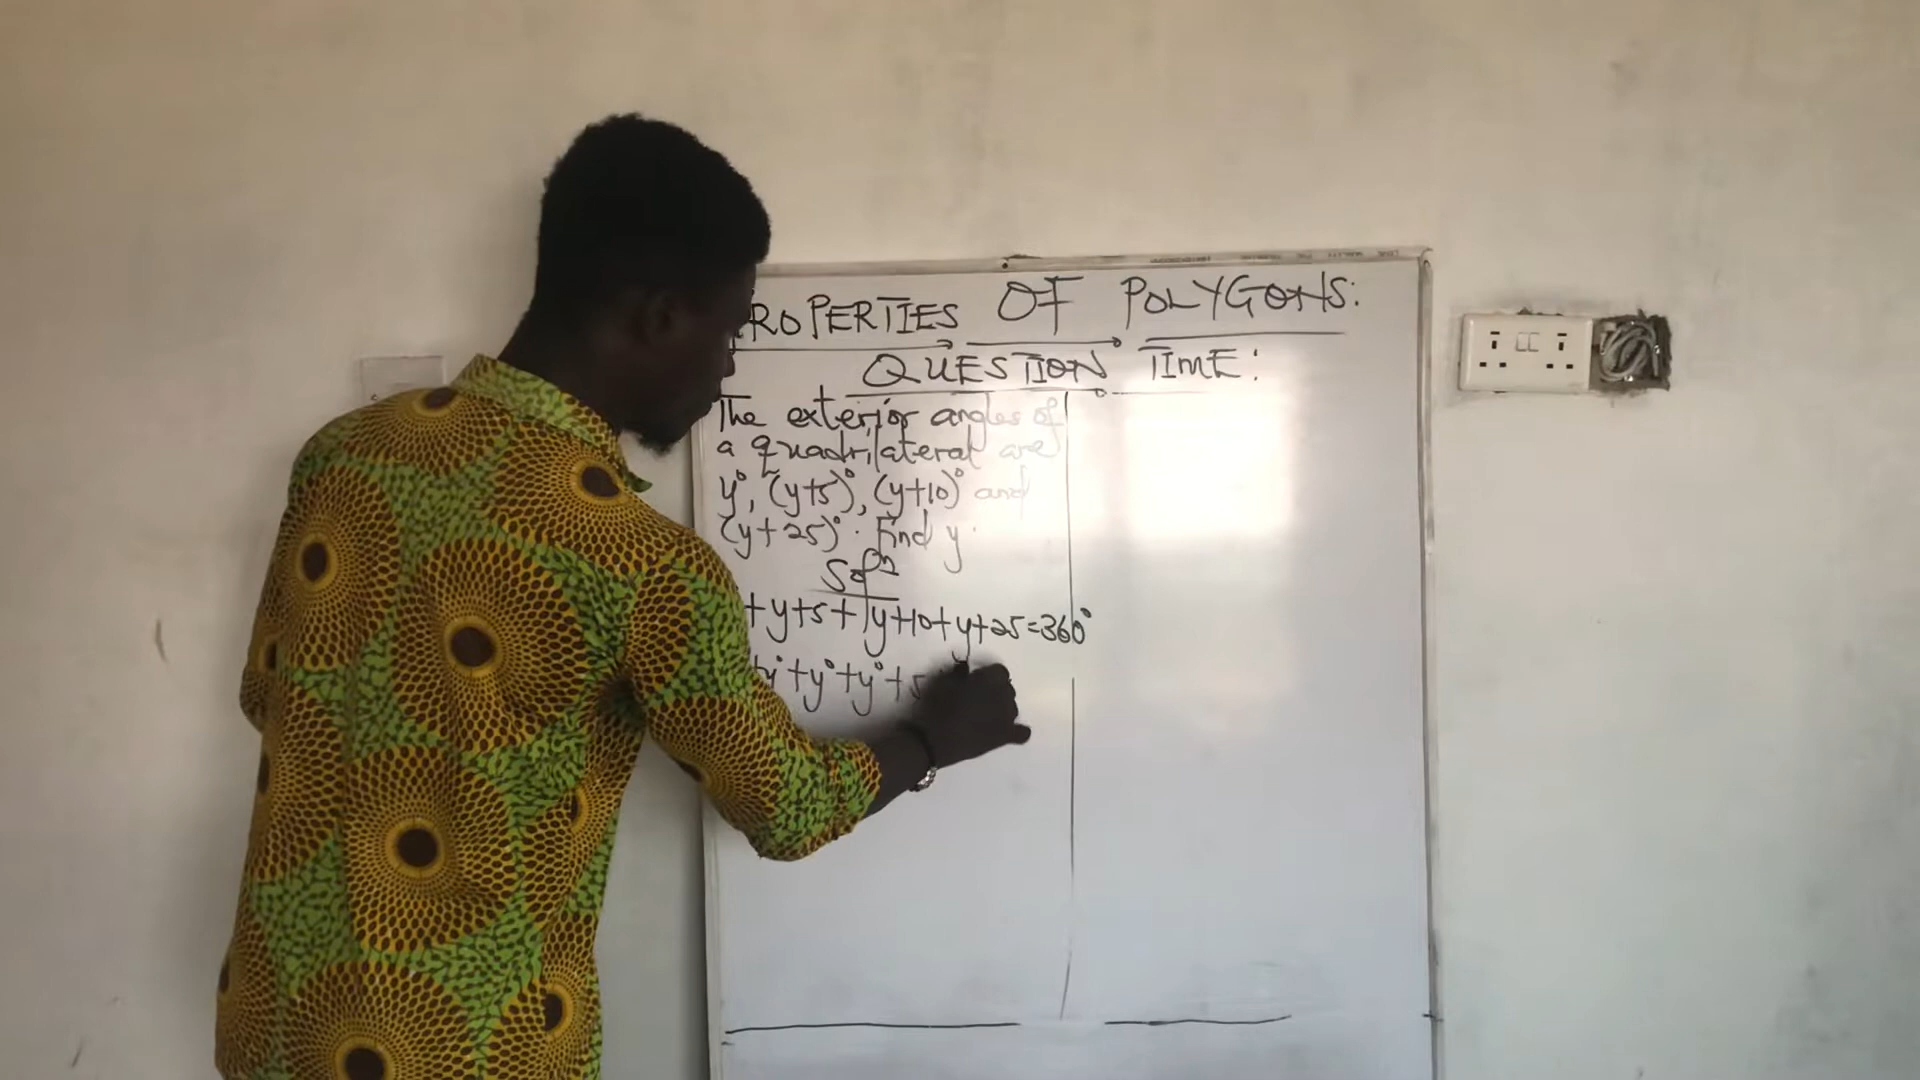 PROPERTIES OF POLYGONS:
QUESTION TIME:
The exterior angles of
a quadrilateral are
y°, (y+5)°, (y+10)° and
(y+25)°. Find y.
Sol^n
+y+5+y+10+y+25=360°
y°+y°+y°+5